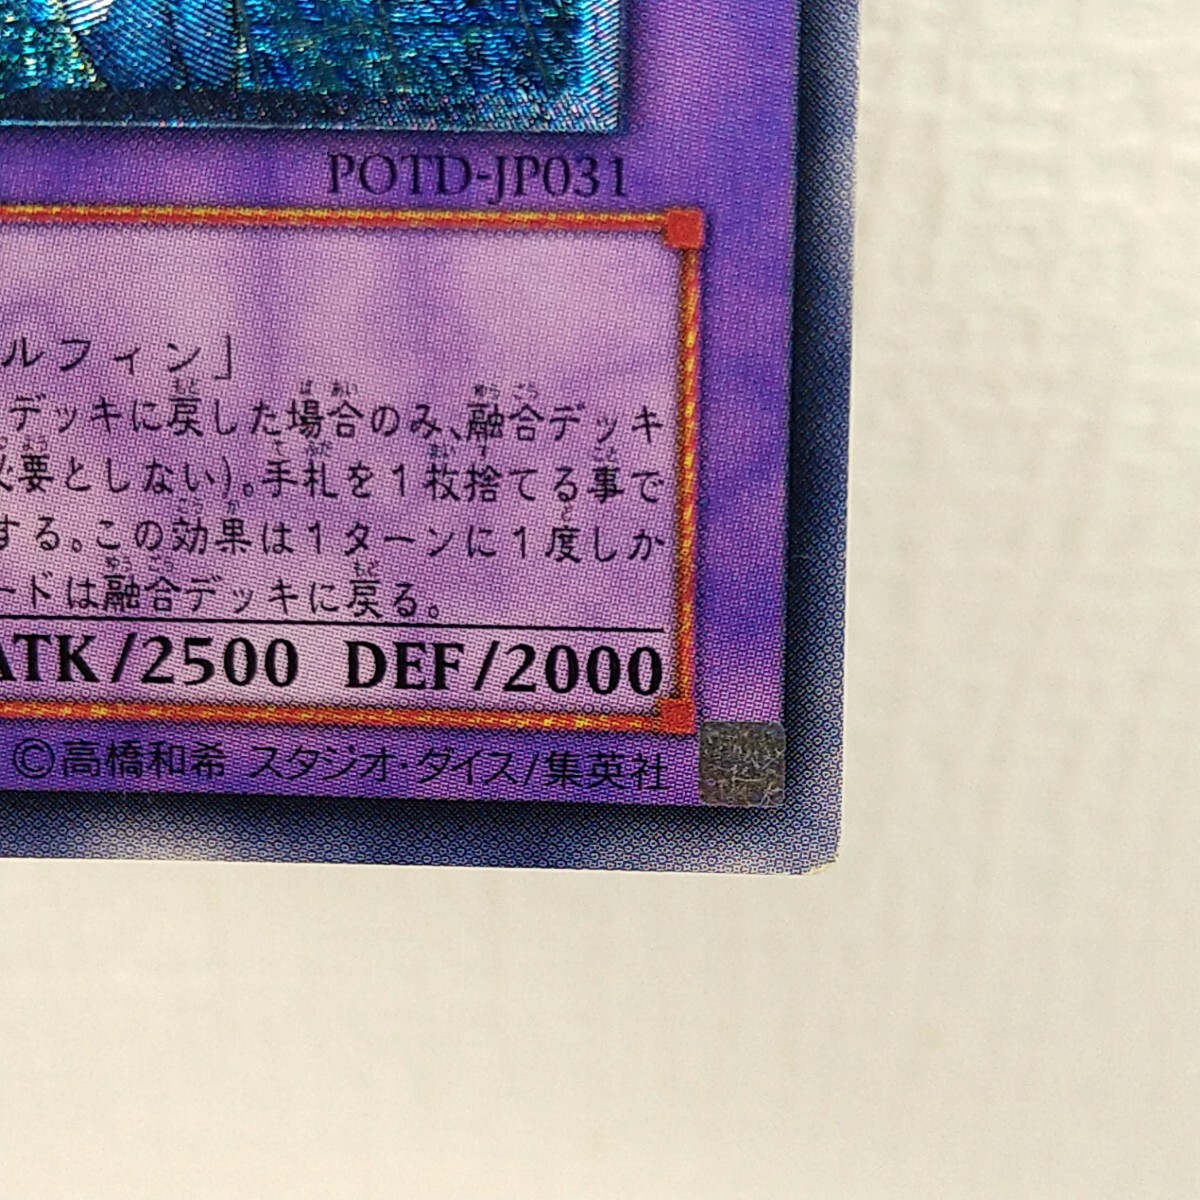 POTD-JP031
ルフィン」
デッキに戻した場合のみ、融合デッキ
必要としない)。手札を1枚捨てる事で
する。この効果は1ターンに1度しか
ードは融合デッキに戻る。
ATK/2500 DEF/2000
©高橋和希 スタジオ・ダイス/集英社